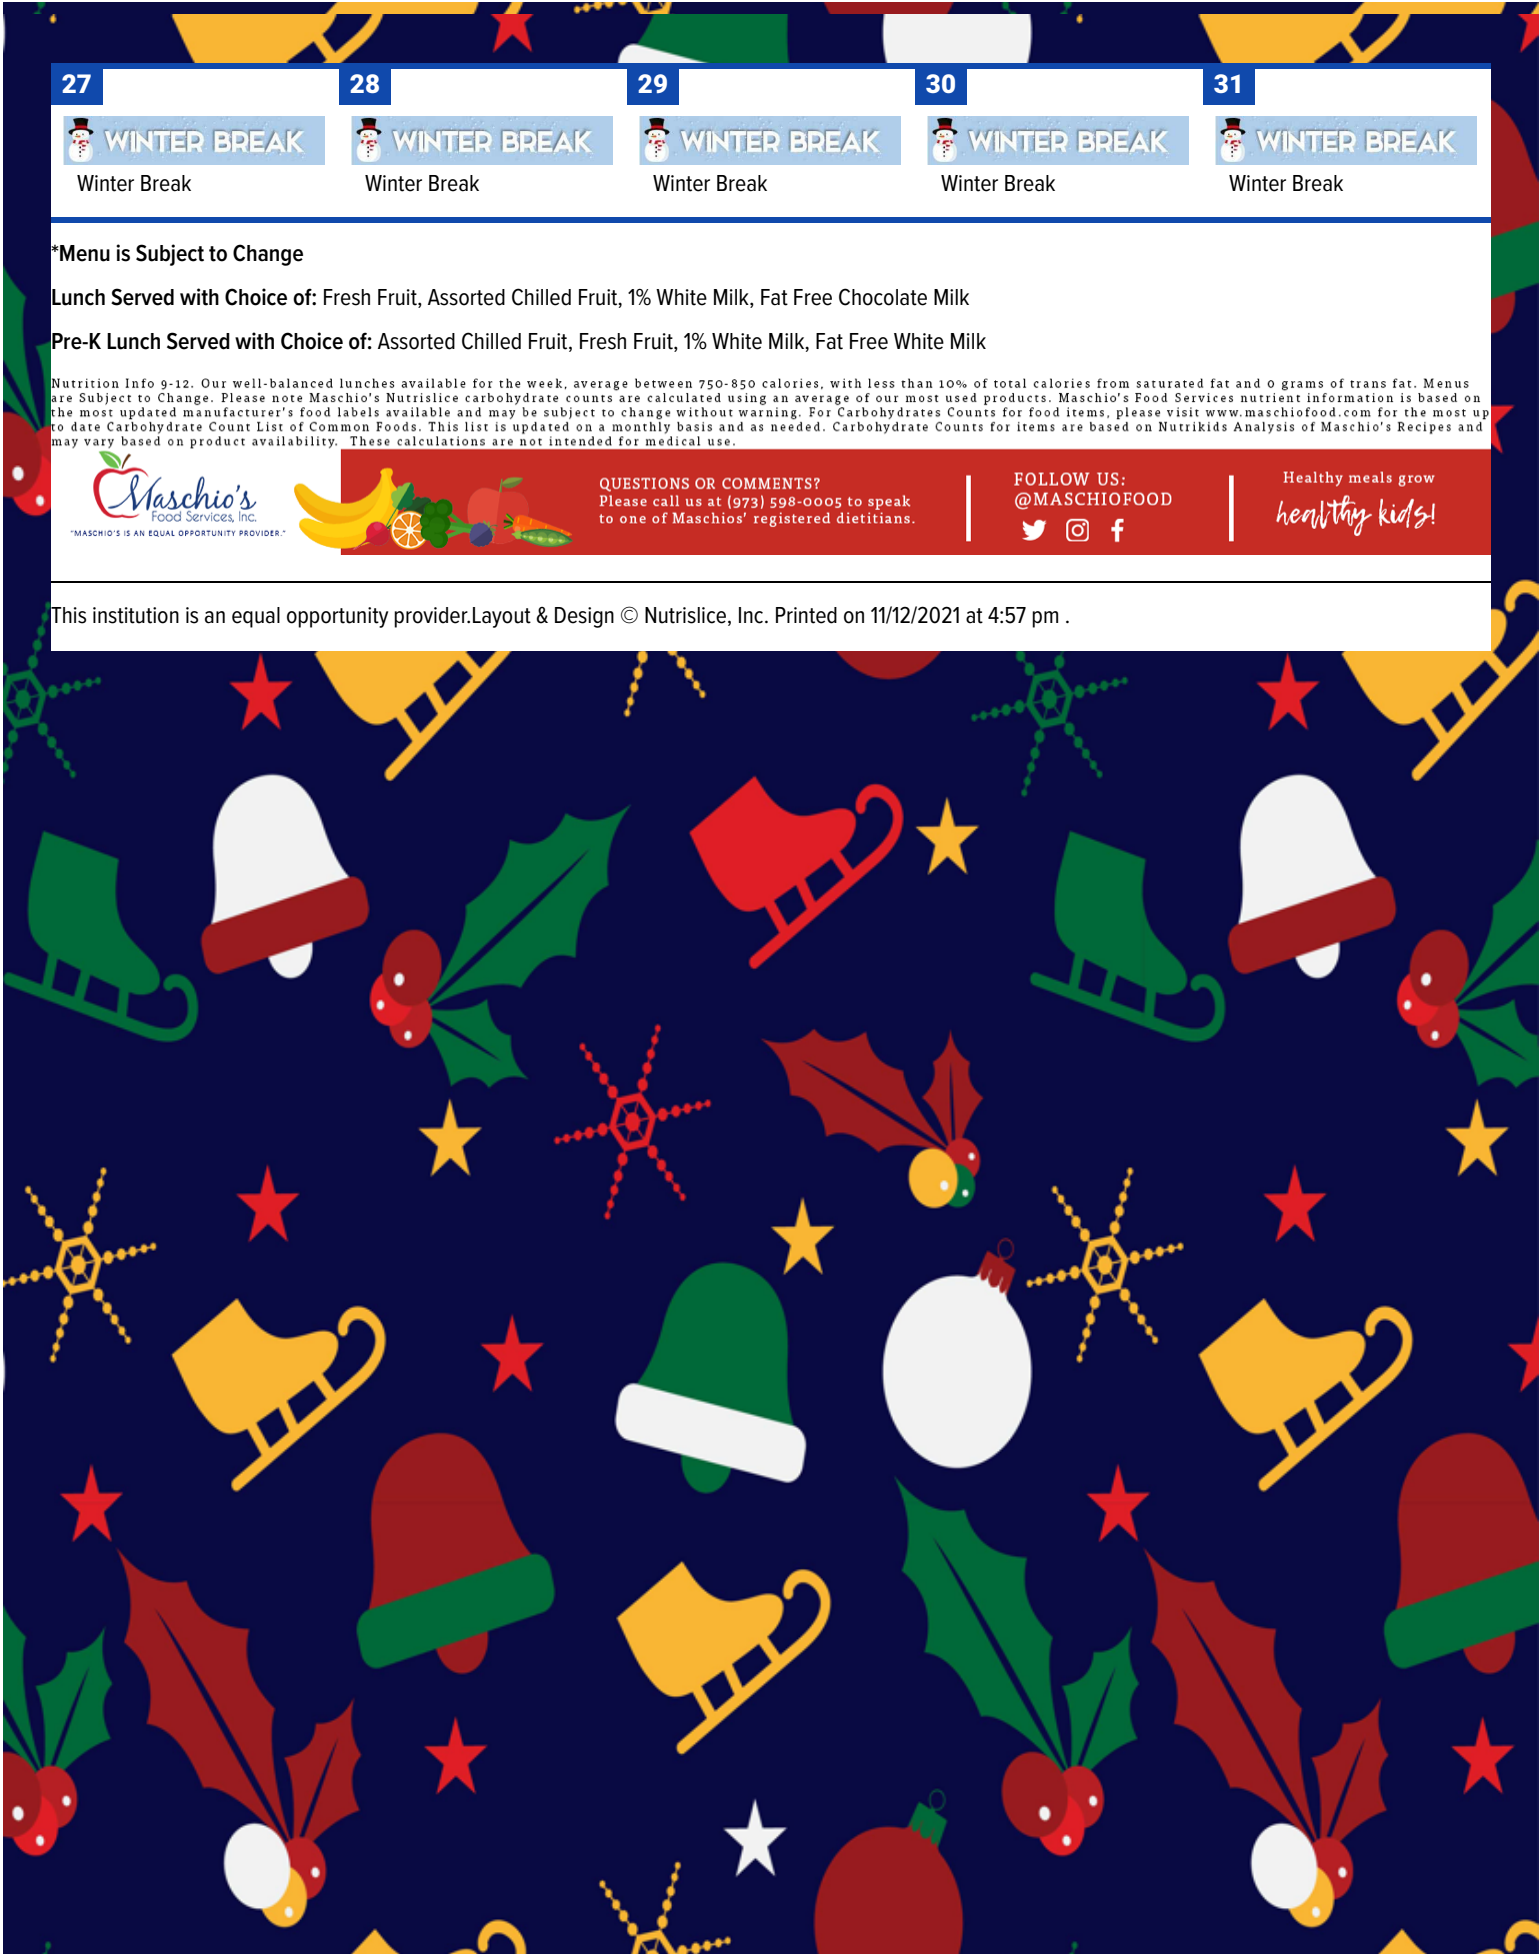 27 28 29 30 31
WINTER BREAK WINTER BREAK WINTER BREAK WINTER BREAK WINTER BREAK
Winter Break Winter Break Winter Break Winter Break Winter Break
*Menu is Subject to Change
Lunch Served with Choice of: Fresh Fruit, Assorted Chilled Fruit, 1% White Milk, Fat Free Chocolate Milk
Pre-K Lunch Served with Choice of: Assorted Chilled Fruit, Fresh Fruit, 1% White Milk, Fat Free White Milk
Nutrition Info 9-12. Our well-balanced lunches available for the week, average between 750-850 calories, with less than 10% of total calories from saturated fat and 0 grams of trans fat. Menus
are Subject to Change. Please note Maschio's Nutrislice carbohydrate counts are calculated using an average of our most used products. Maschio's Food Services nutrient information is based on
the most updated manufacturer's food labels available and may be subject to change without warning. For Carbohydrates Counts for food items, please visit www.maschiofood.com for the most up
to date Carbohydrate Count List of Common Foods. This list is updated on a monthly basis and as needed. Carbohydrate Counts for items are based on Nutrikids Analysis of Maschio's Recipes and
may vary based on product availability. These calculations are not intended for medical use.
Maschio's
Food Services, Inc.
"MASCHIO'S IS AN EQUAL OPPORTUNITY PROVIDER."
QUESTIONS OR COMMENTS?
Please call us at (973) 598-0005 to speak
to one of Maschios' registered dietitians.
FOLLOW US:
@MASCHIOFOOD
Healthy meals grow
healthy kids!
This institution is an equal opportunity provider.Layout & Design © Nutrislice, Inc. Printed on 11/12/2021 at 4:57 pm .